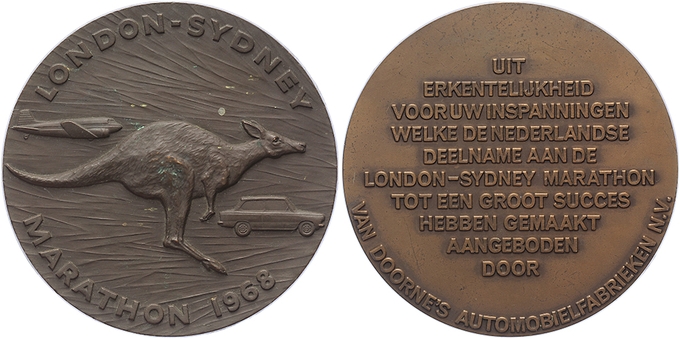 LONDON-SYDNEY
MARATHON 1968
UIT
ERKENTELIJKHEID
VOOR UW INSPANNINGEN
WELKE DE NEDERLANDSE
DEELNAME AAN DE
LONDON-SYDNEY MARATHON
TOT EEN GROOT SUCCES
HEBBEN GEMAAKT
AANGEBODEN
DOOR
VAN DOORNE'S AUTOMOBIELFABRIEKEN N.V.